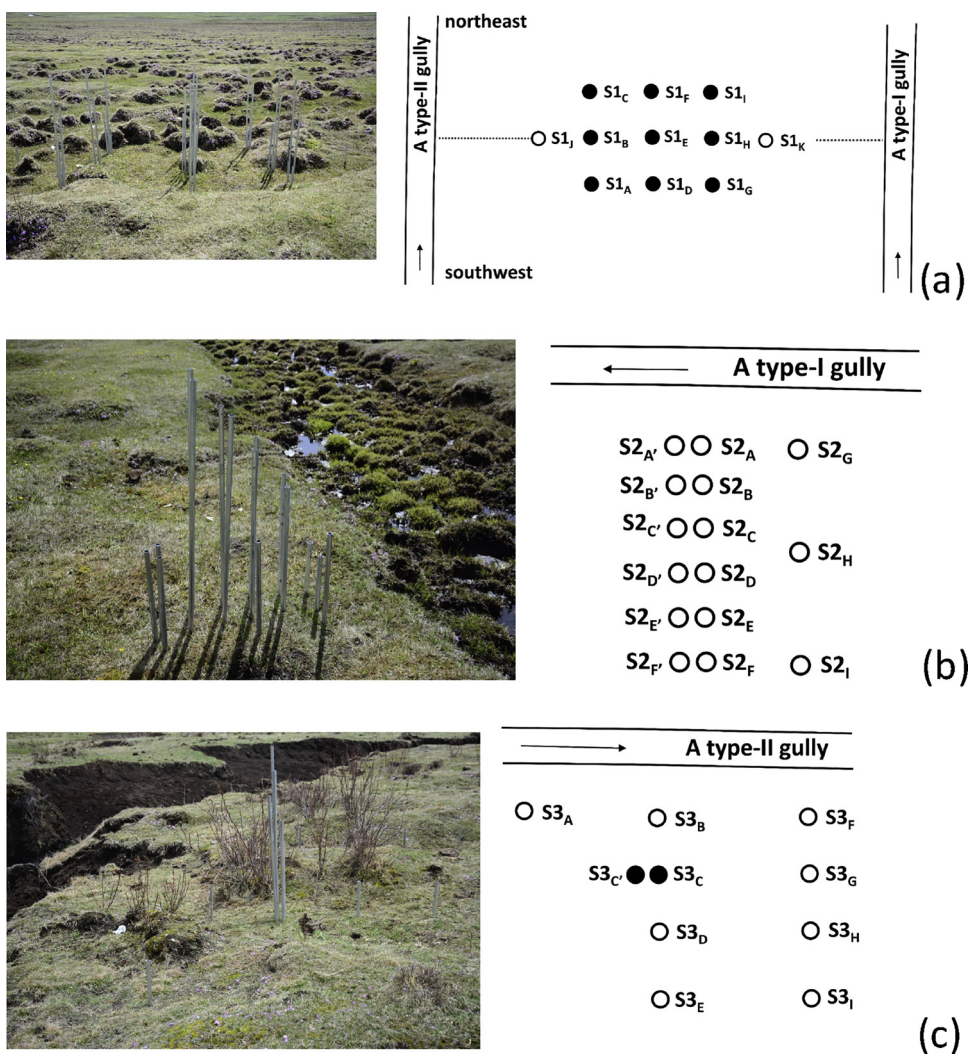 northeast
A type-II gully
A type-I gully
S1C S1F S1I
S1J S1B S1E S1H S1K
S1A S1D S1G
southwest
(a)
A type-I gully
S2A' S2A S2G
S2B' S2B
S2C' S2C
S2H
S2D' S2D
S2E' S2E
S2F' S2F S2I
(b)
A type-II gully
S3A S3B S3F
S3C' S3C S3G
S3D S3H
S3E S3I
(c)